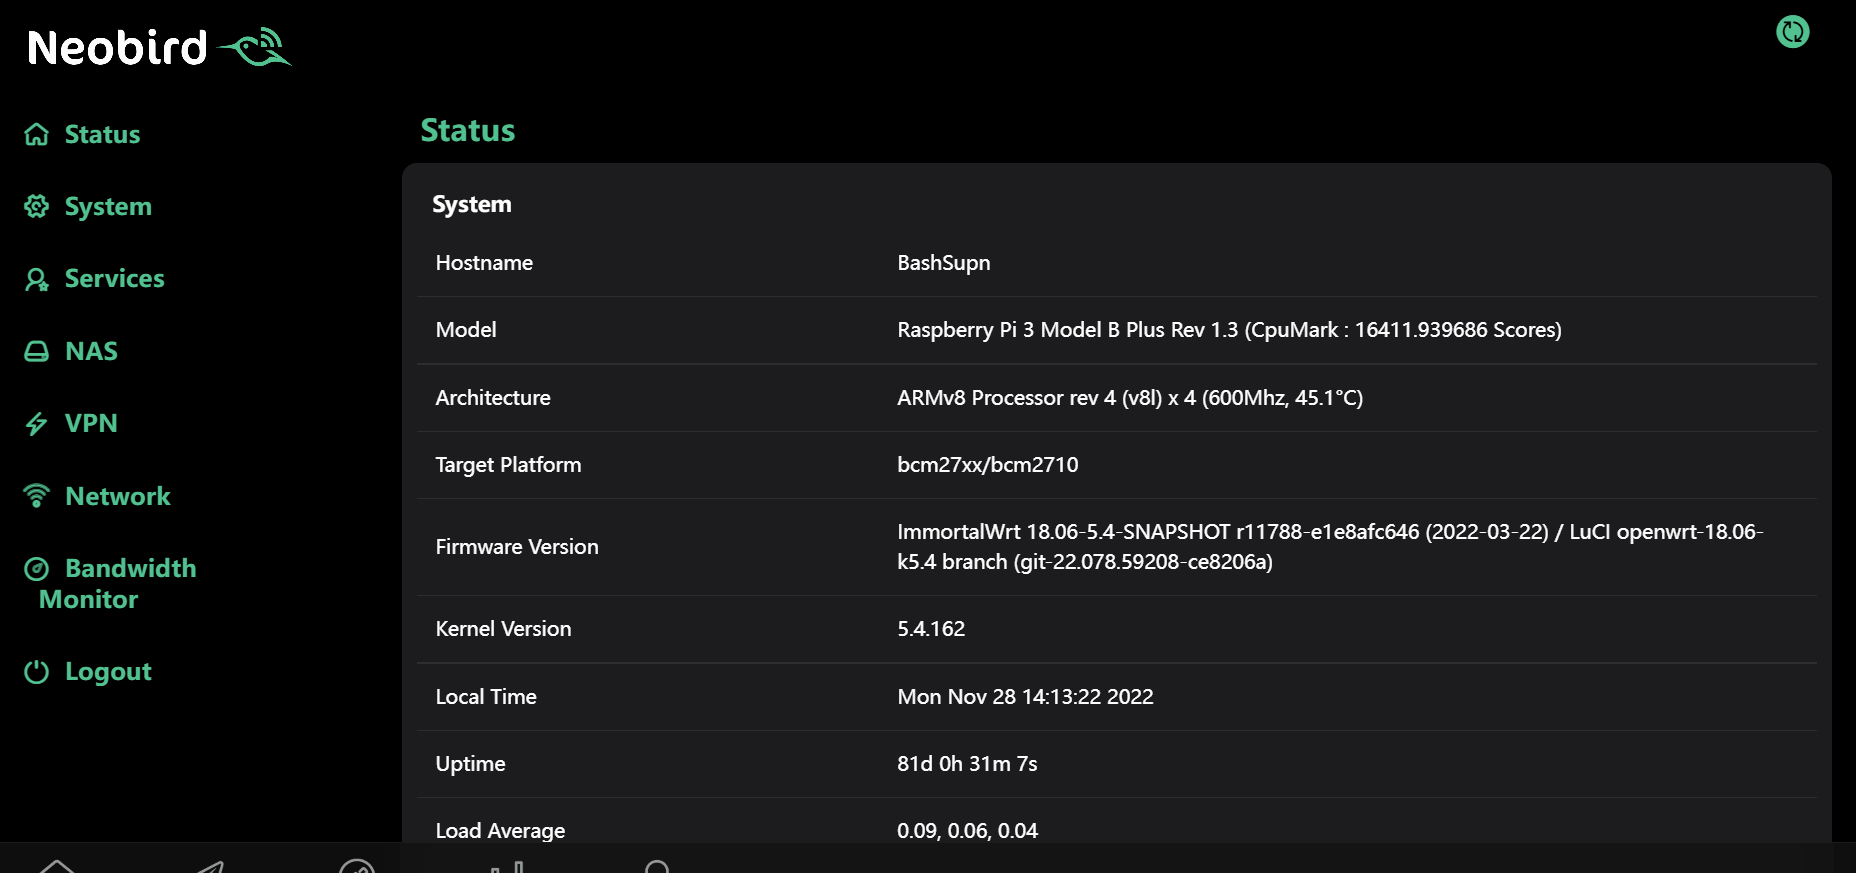 Neobird
Status
System
Services
NAS
VPN
Network
Bandwidth
Monitor
Logout
Status
System
Hostname BashSupn
Model Raspberry Pi 3 Model B Plus Rev 1.3 (CpuMark : 16411.939686 Scores)
Architecture ARMv8 Processor rev 4 (v8l) x 4 (600Mhz, 45.1°C)
Target Platform bcm27xx/bcm2710
Firmware Version ImmortalWrt 18.06-5.4-SNAPSHOT r11788-e1e8afc646 (2022-03-22) / LuCI openwrt-18.06-
k5.4 branch (git-22.078.59208-ce8206a)
Kernel Version 5.4.162
Local Time Mon Nov 28 14:13:22 2022
Uptime 81d 0h 31m 7s
Load Average 0.09, 0.06, 0.04